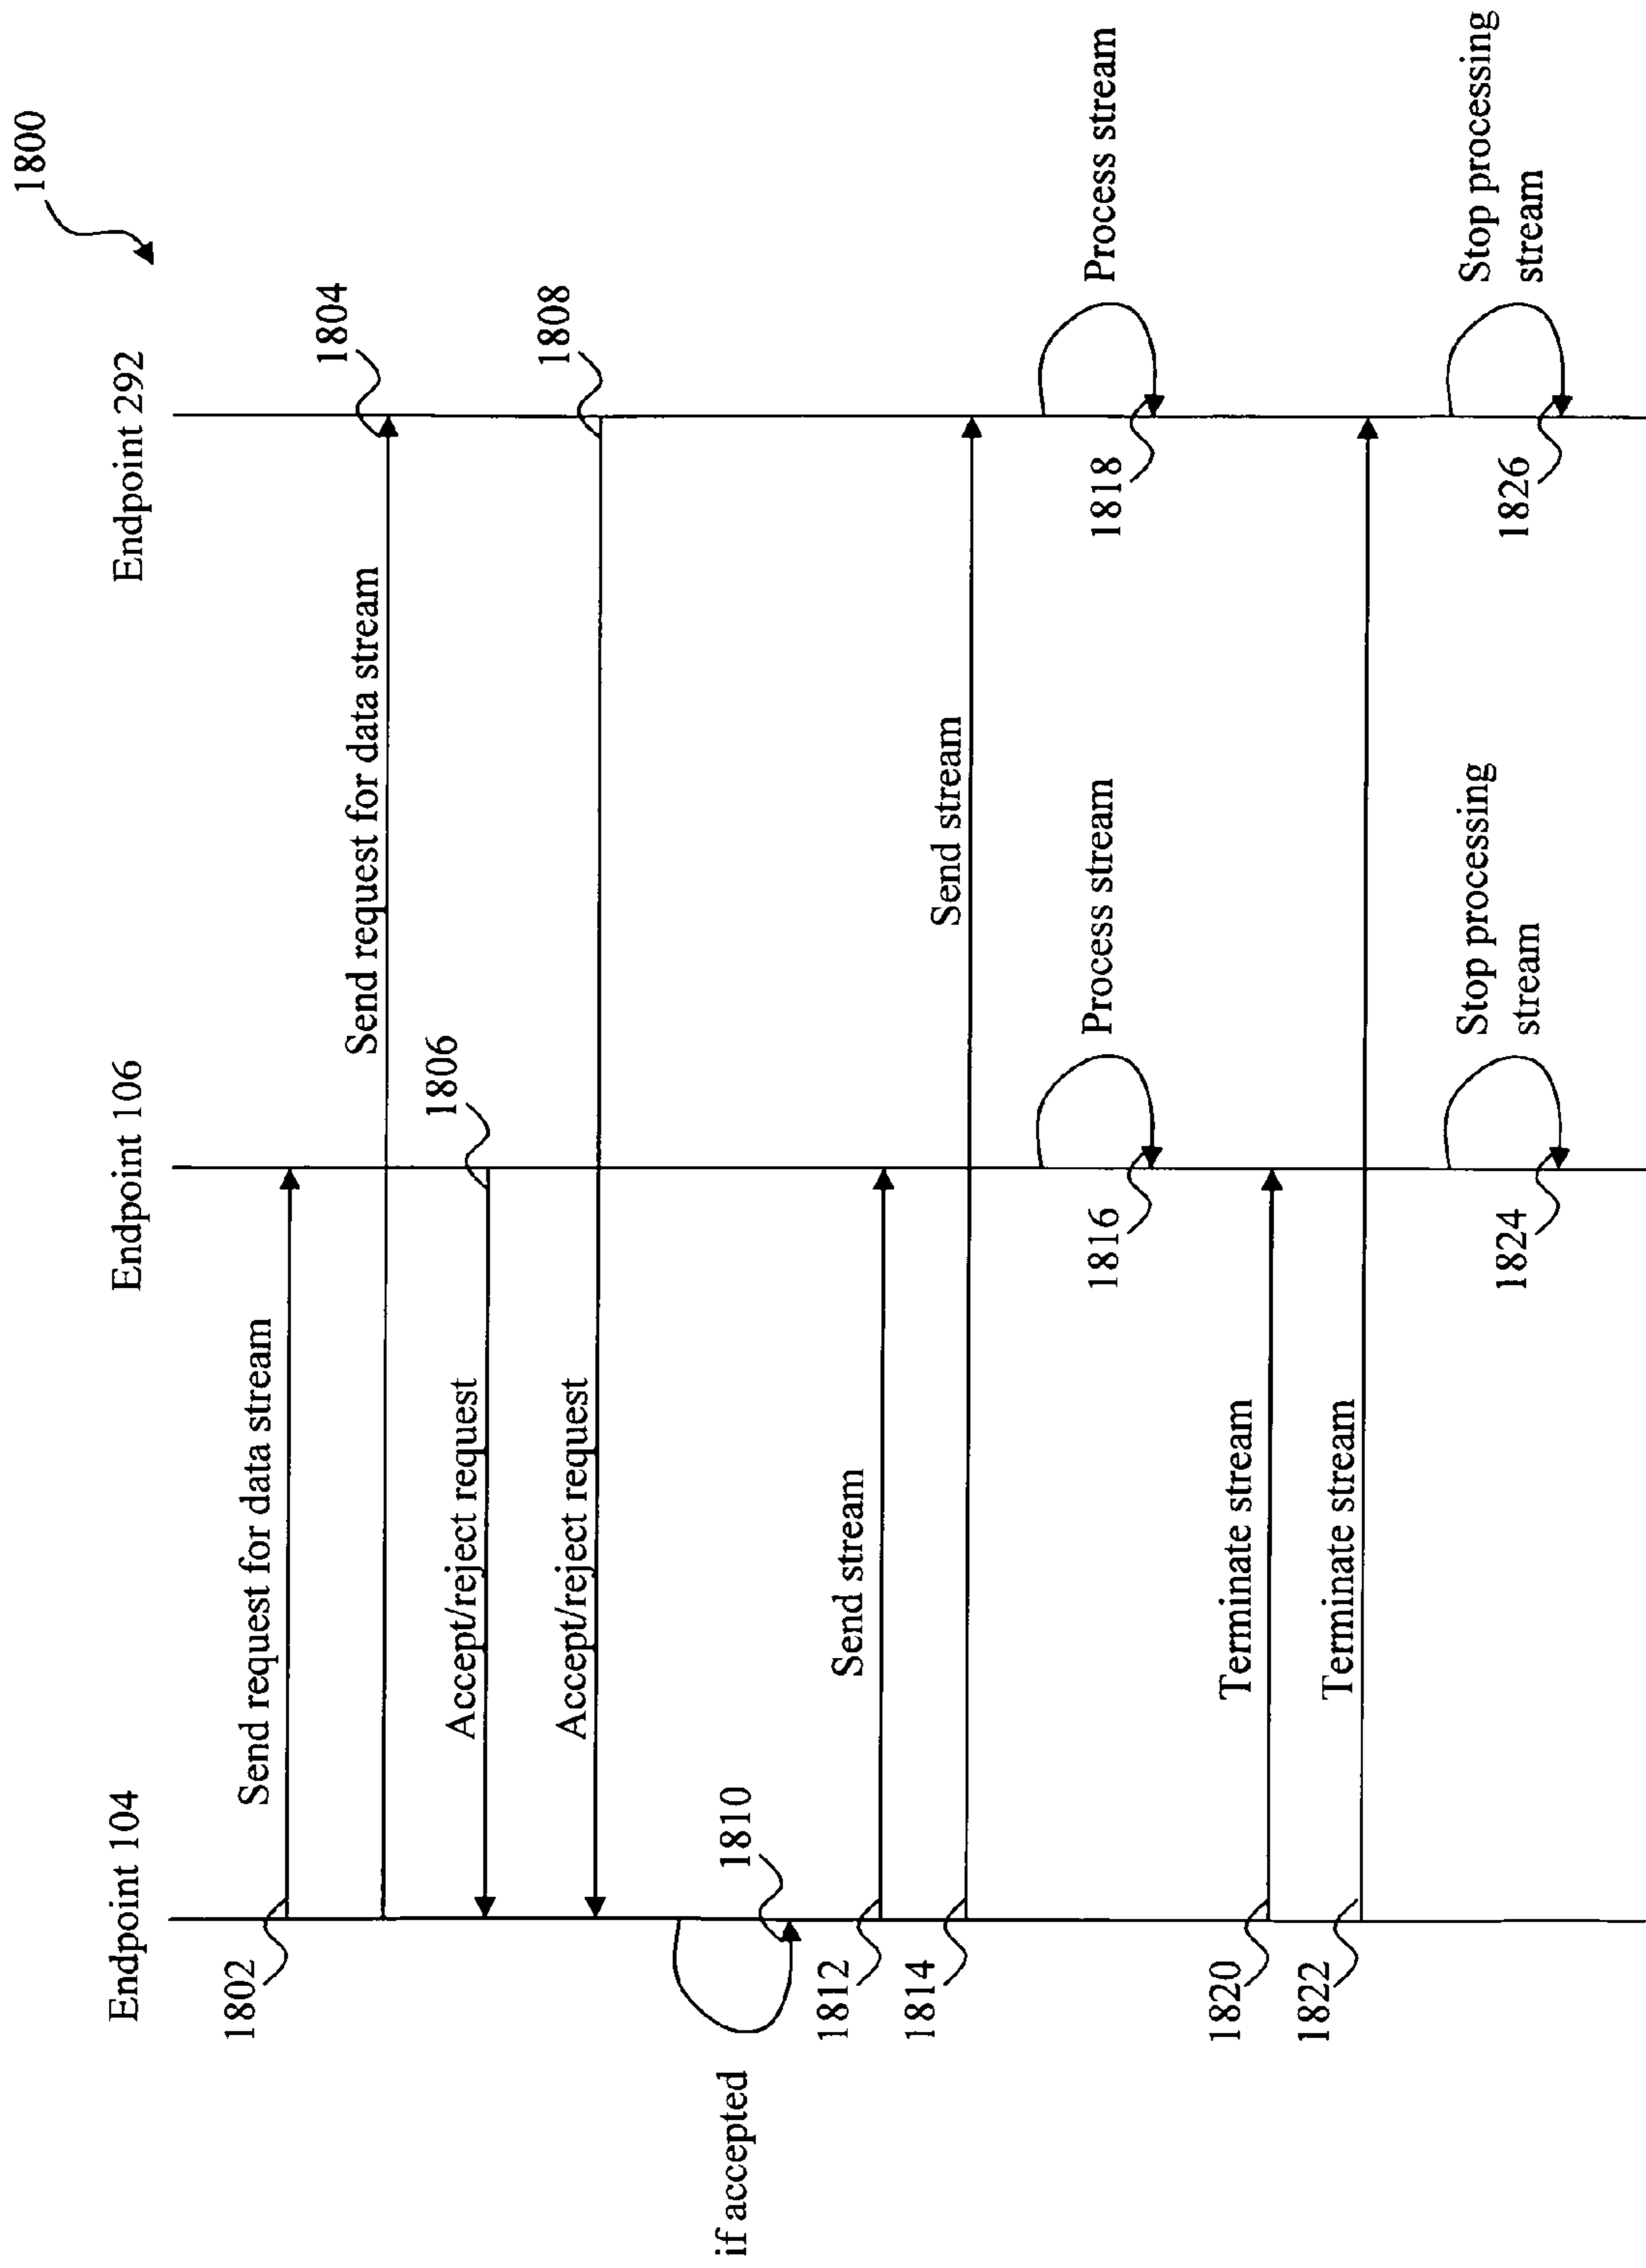 1800
Endpoint 104
Endpoint 106
Endpoint 292
1802
Send request for data stream
1804
Send request for data stream
1806
Accept/reject request
1808
Accept/reject request
if accepted
1810
1812
Send stream
1814
Send stream
1816
Process stream
1818
Process stream
1820
Terminate stream
1822
Terminate stream
1824
Stop processing
stream
1826
Stop processing
stream